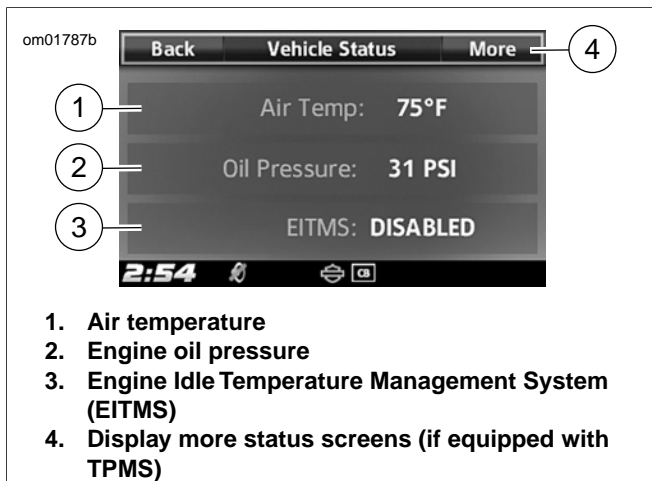 om01787b
Back Vehicle Status More
4
1
Air Temp: 75°F
2
Oil Pressure: 31 PSI
3
EITMS: DISABLED
2:54 CB
1. Air temperature
2. Engine oil pressure
3. Engine Idle Temperature Management System
(EITMS)
4. Display more status screens (if equipped with
TPMS)